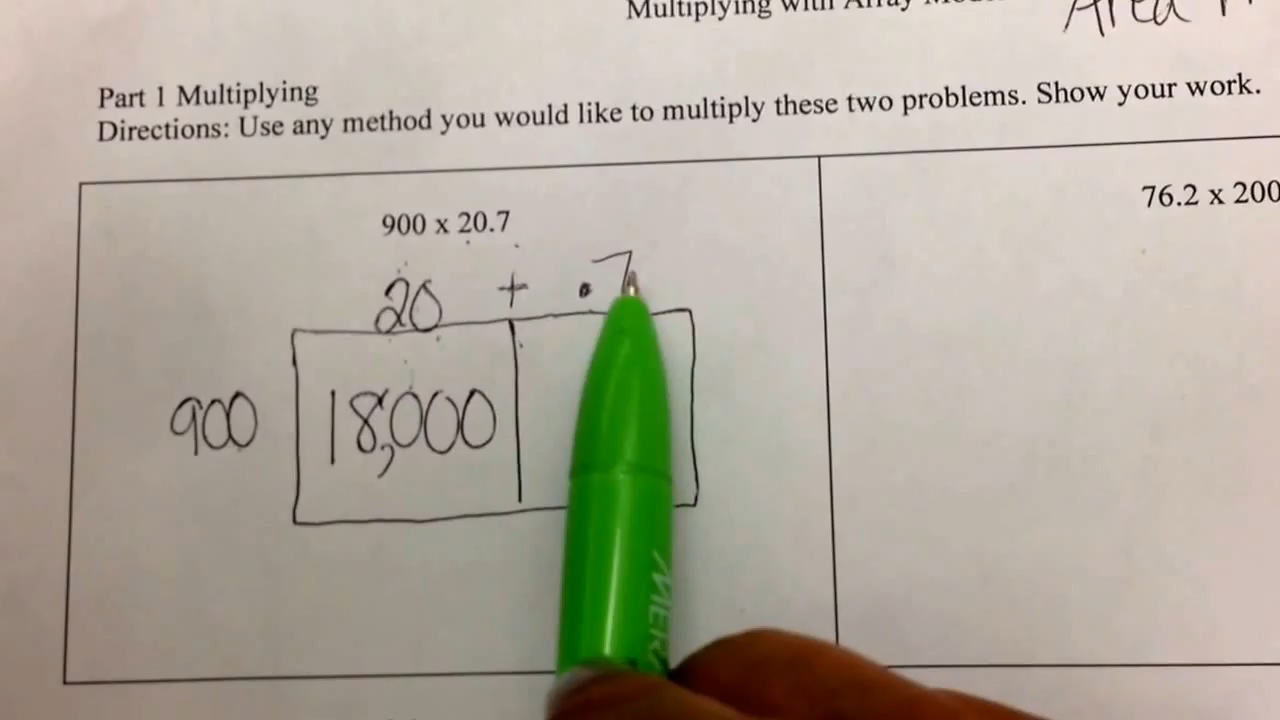 Multiplying with Array
Area
Part 1 Multiplying
Directions: Use any method you would like to multiply these two problems. Show your work.
900 x 20.7
76.2 x 200
20 + .7
900
18,000